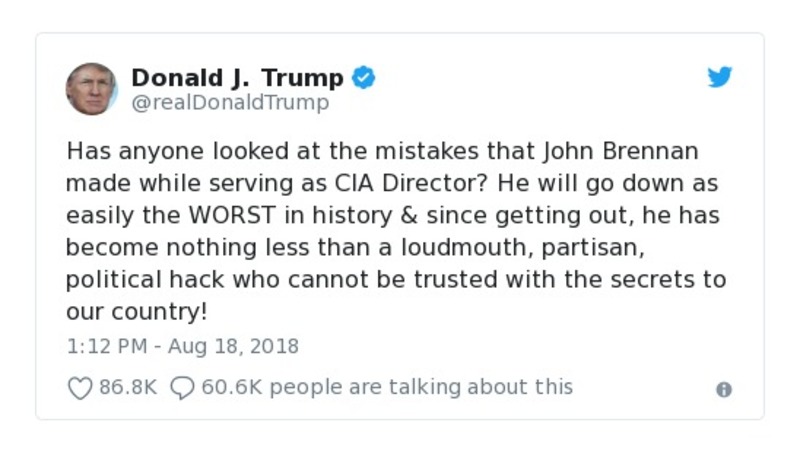 Donald J. Trump
@realDonaldTrump
Has anyone looked at the mistakes that John Brennan
made while serving as CIA Director? He will go down as
easily the WORST in history & since getting out, he has
become nothing less than a loudmouth, partisan,
political hack who cannot be trusted with the secrets to
our country!
1:12 PM - Aug 18, 2018
86.8K 60.6K people are talking about this